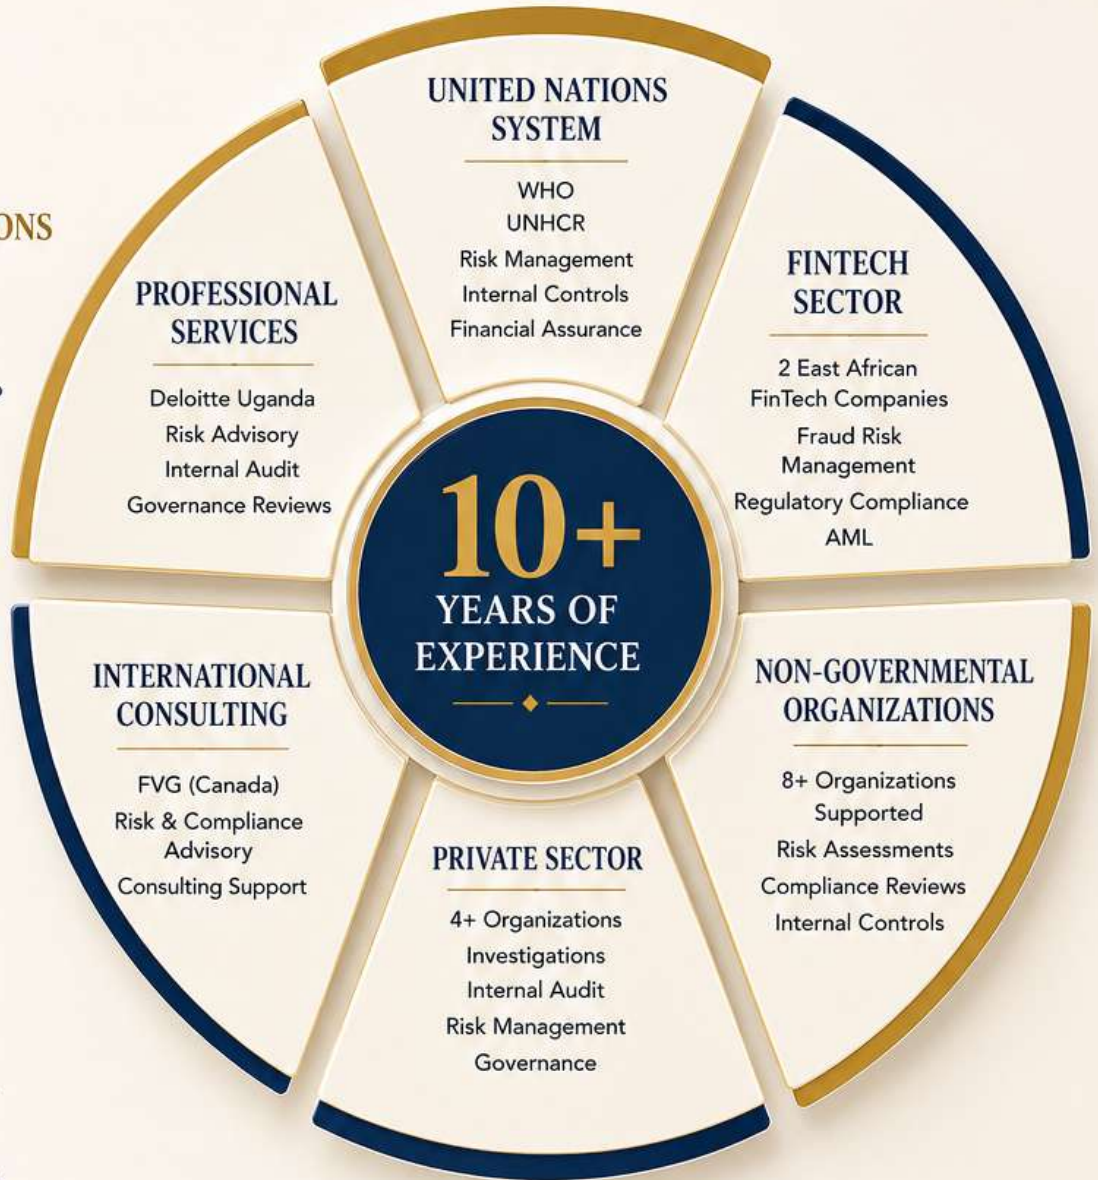 ONS
UNITED NATIONS
SYSTEM
WHO
UNHCR
Risk Management
Internal Controls
Financial Assurance
FINTECH
SECTOR
2 East African
FinTech Companies
Fraud Risk
Management
Regulatory Compliance
AML
NON-GOVERNMENTAL
ORGANIZATIONS
8+ Organizations
Supported
Risk Assessments
Compliance Reviews
Internal Controls
PRIVATE SECTOR
4+ Organizations
Investigations
Internal Audit
Risk Management
Governance
INTERNATIONAL
CONSULTING
FVG (Canada)
Risk & Compliance
Advisory
Consulting Support
PROFESSIONAL
SERVICES
Deloitte Uganda
Risk Advisory
Internal Audit
Governance Reviews
10+
YEARS OF
EXPERIENCE